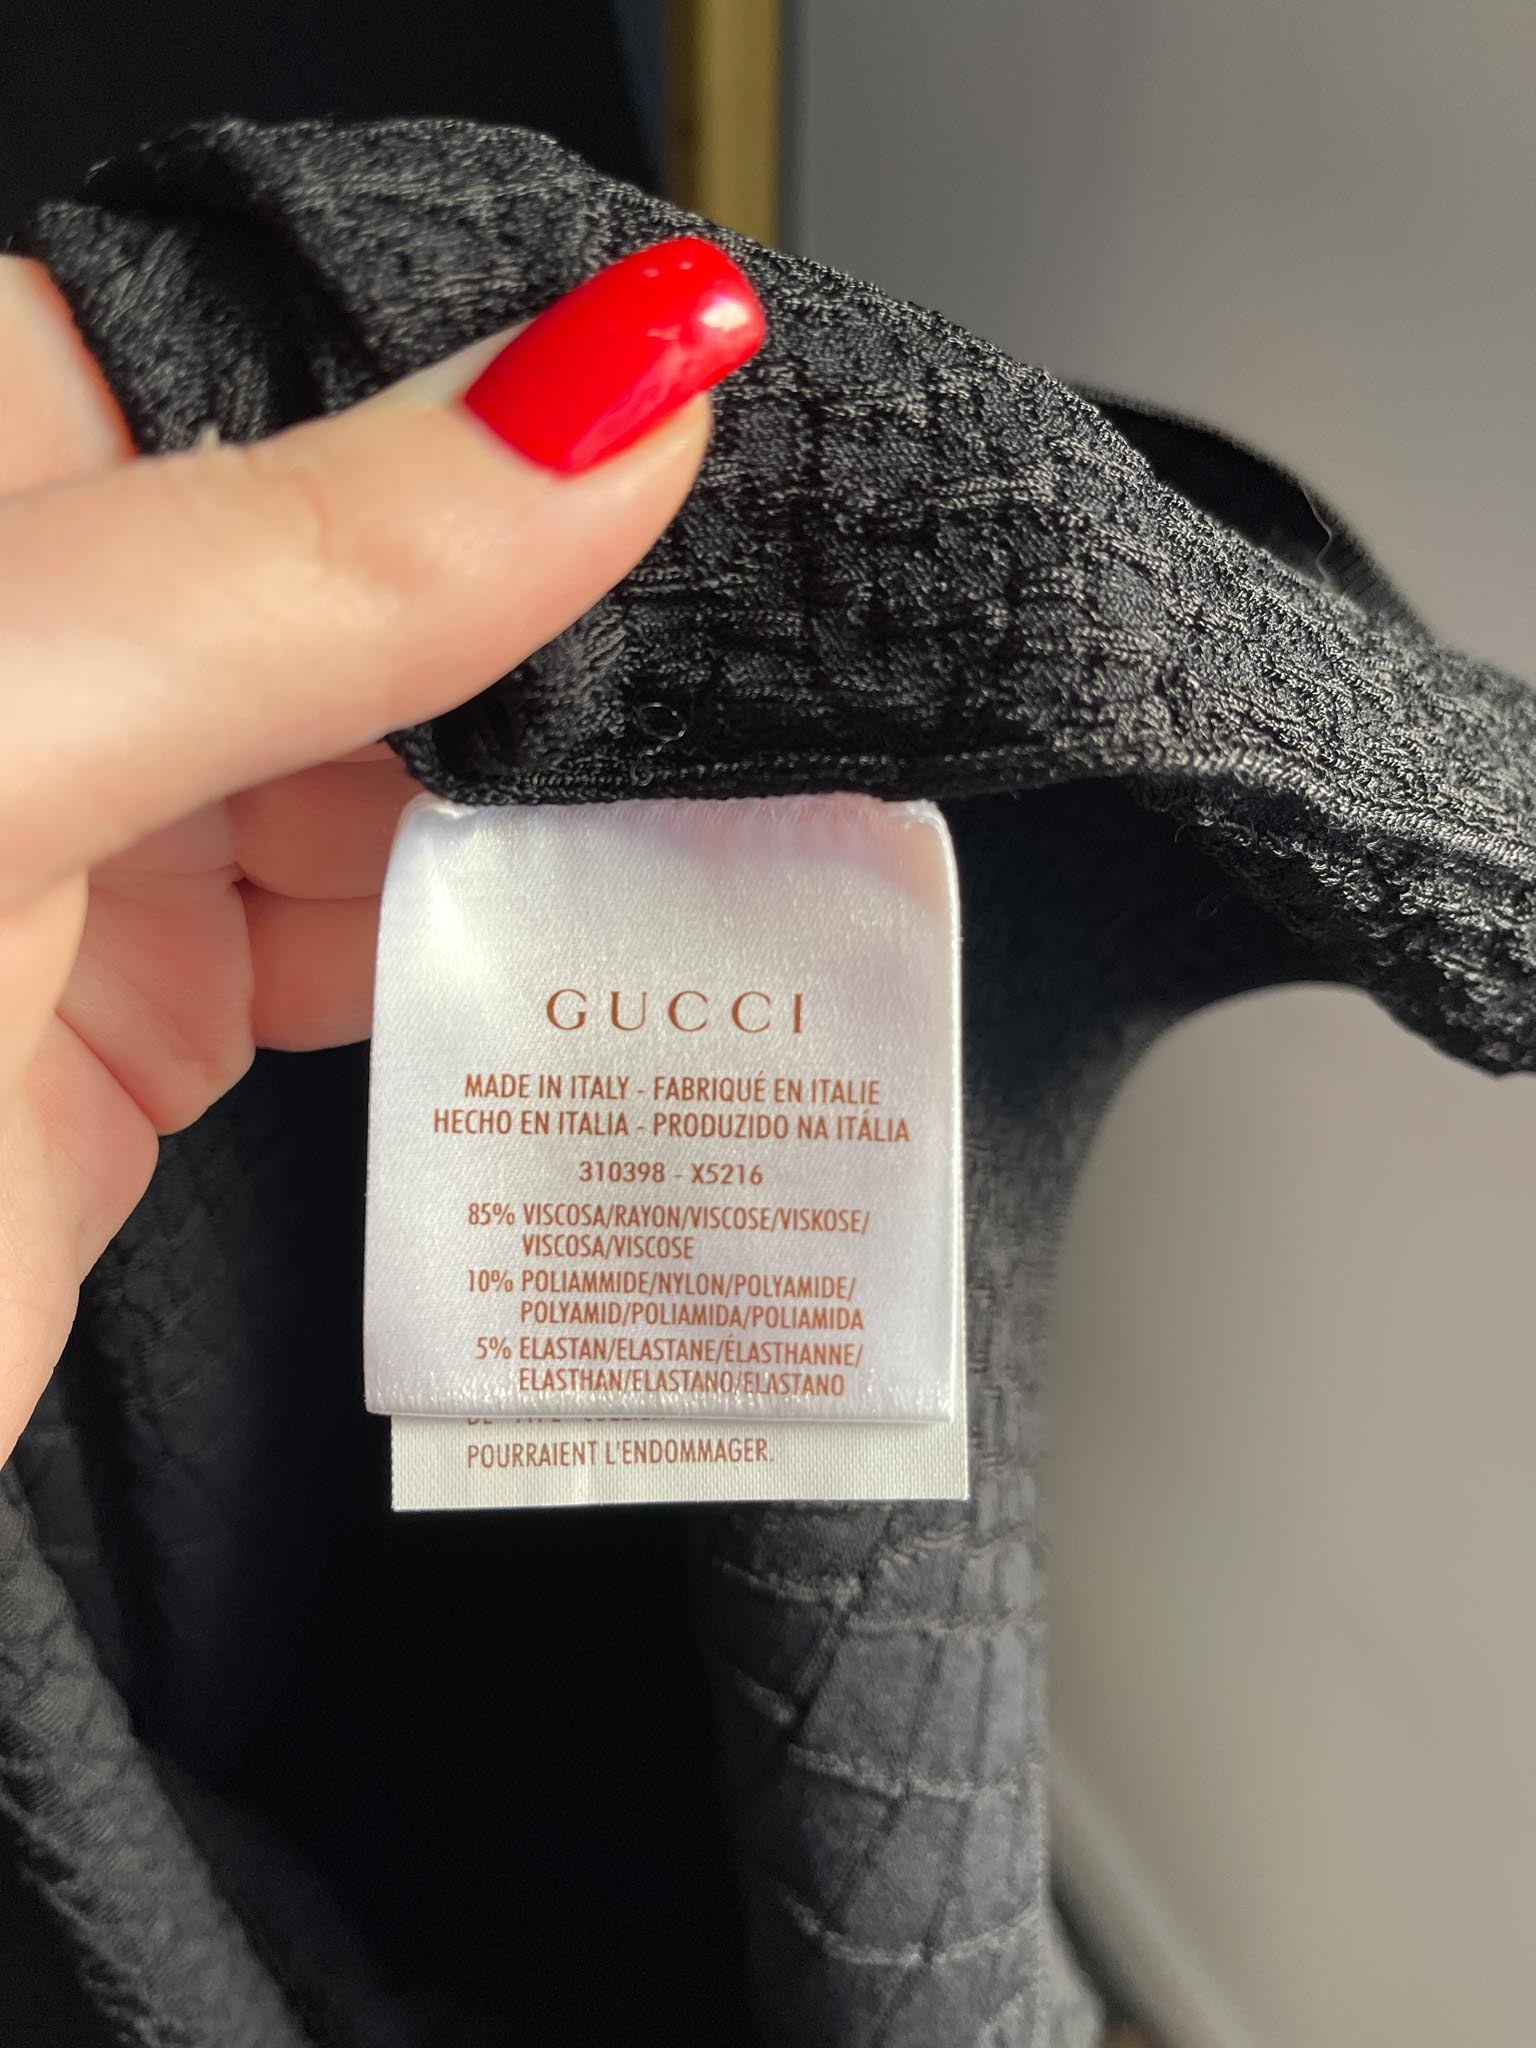 GUCCI
MADE IN ITALY - FABRIQUÉ EN ITALIE
HECHO EN ITALIA - PRODUZIDO NA ITÁLIA
310398 - X5216
85% VISCOSA/RAYON/VISCOSE/VISKOSE/
VISCOSA/VISCOSE
10% POLIAMMIDE/NYLON/POLYAMIDE/
POLYAMID/POLIAMIDA/POLIAMIDA
5% ELASTAN/ELASTANE/ÉLASTHANNE/
ELASTHAN/ELASTANO/ELASTANO
POURRAIENT L'ENDOMMAGER.